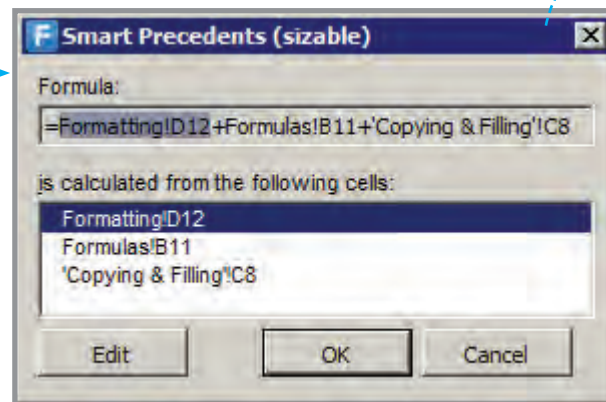 F Smart Precedents (sizable)
Formula:
=Formatting!D12+Formulas!B11+'Copying & Filling'!C8
is calculated from the following cells:
Formatting!D12
Formulas!B11
'Copying & Filling'!C8
Edit OK Cancel